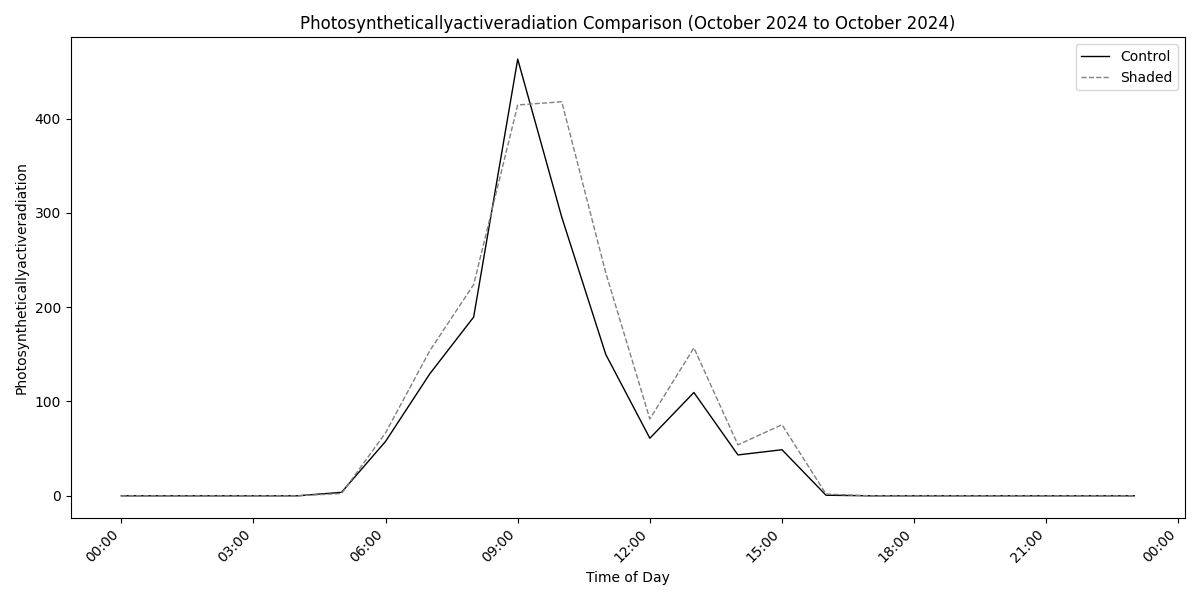 Photosyntheticallyactiveradiation Comparison (October 2024 to October 2024)
Control
Shaded
Photosyntheticallyactiveradiation
400
300
200
100
0
00:00
03:00
06:00
09:00
12:00
15:00
18:00
21:00
00:00
Time of Day